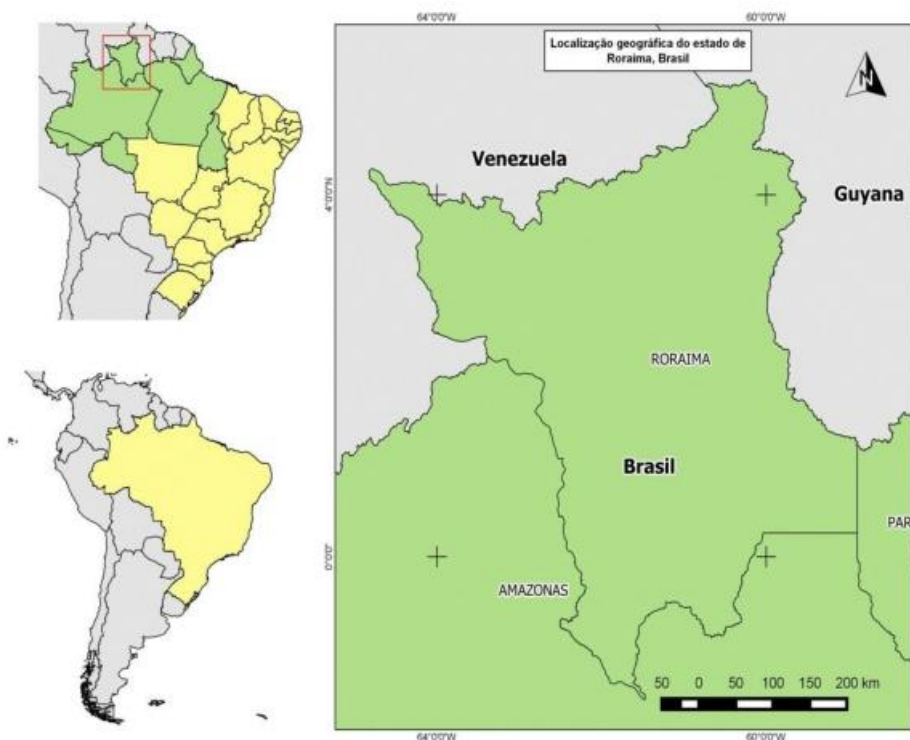 64°0'0"W
60°0'0"W
Localização geográfica do estado de
Roraima, Brasil
N
Venezuela
4°0'0"N
Guyana
RORAIMA
Brasil
PAR
0°0'0"
AMAZONAS
50 0 50 100 150 200 km
64°0'0"W
60°0'0"W